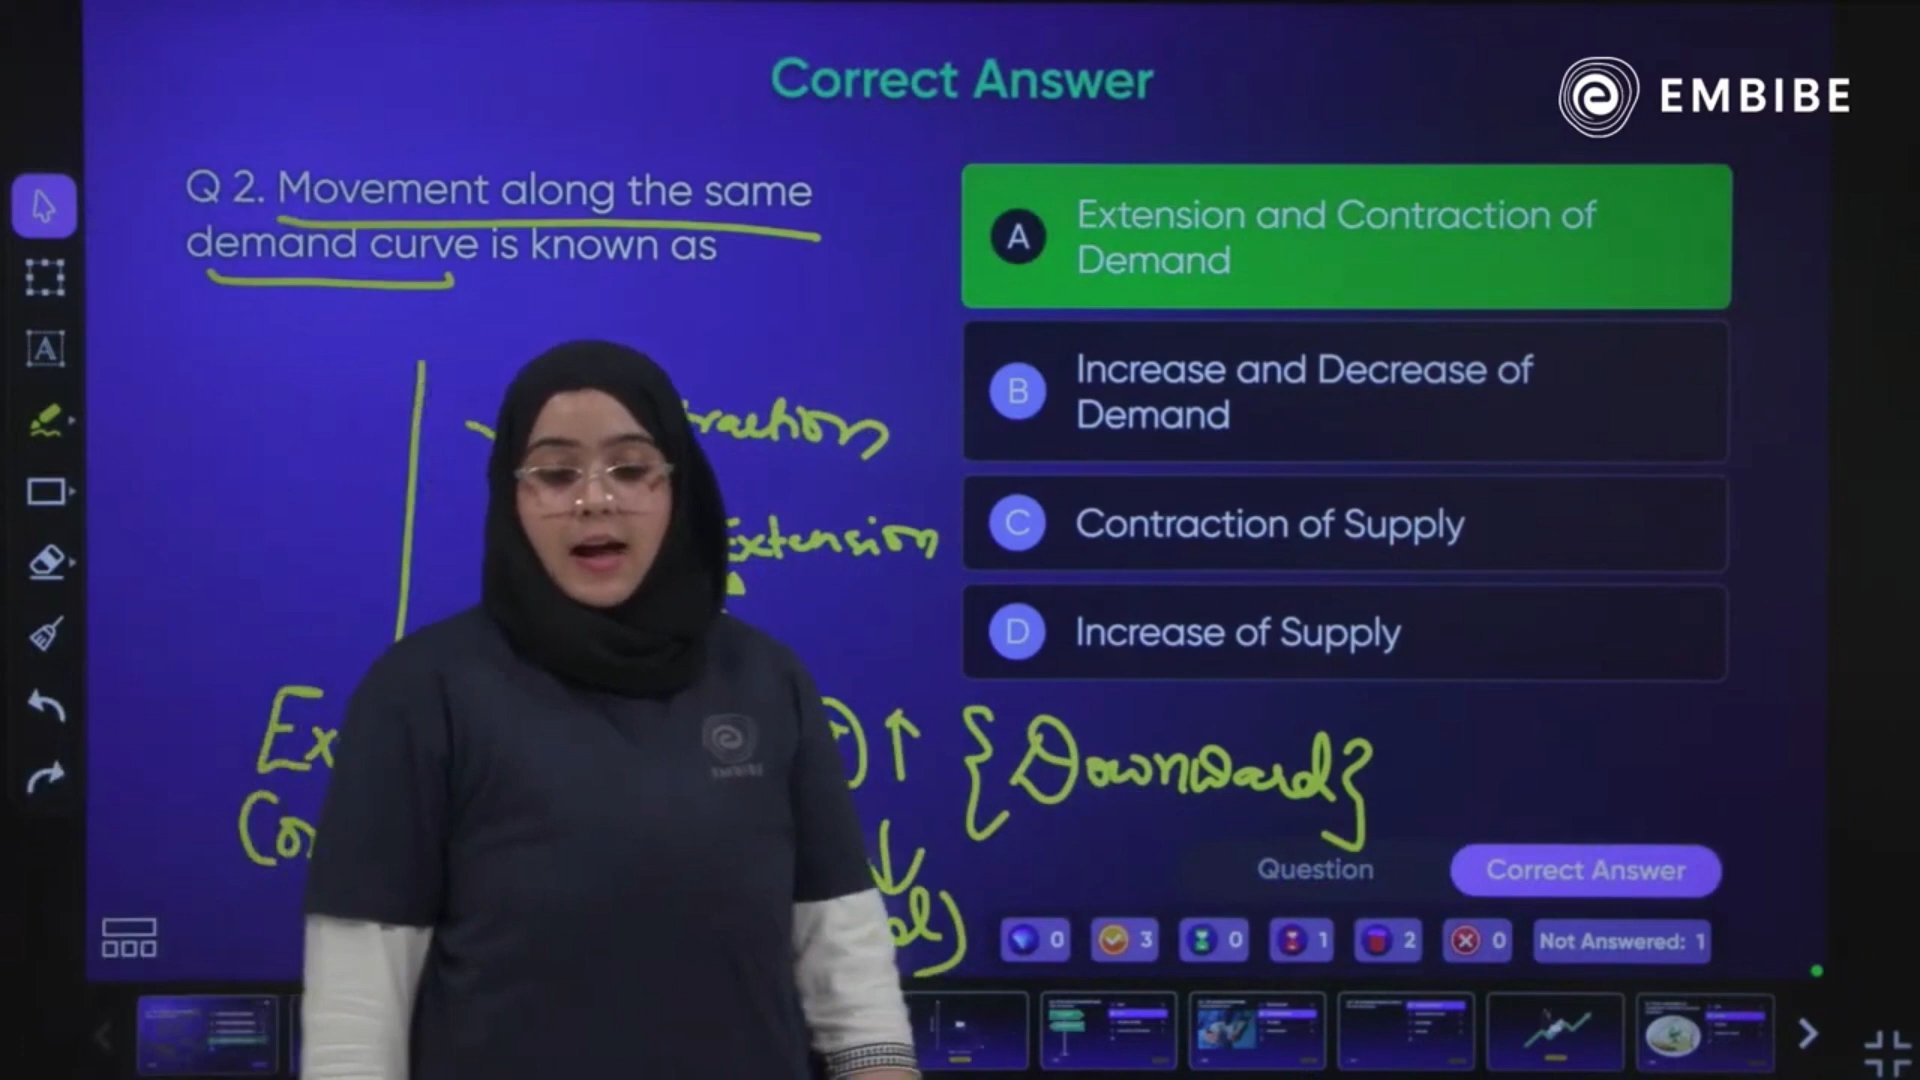 Correct Answer
EMBIBE
Q 2. Movement along the same
demand curve is known as
A
Extension and Contraction of
Demand
B
Increase and Decrease of
Demand
C
Contraction of Supply
D
Increase of Supply
Extension
{Downward}
EMBIBE
Question
Correct Answer
0
3
0
1
2
0
Not Answered: 1
A